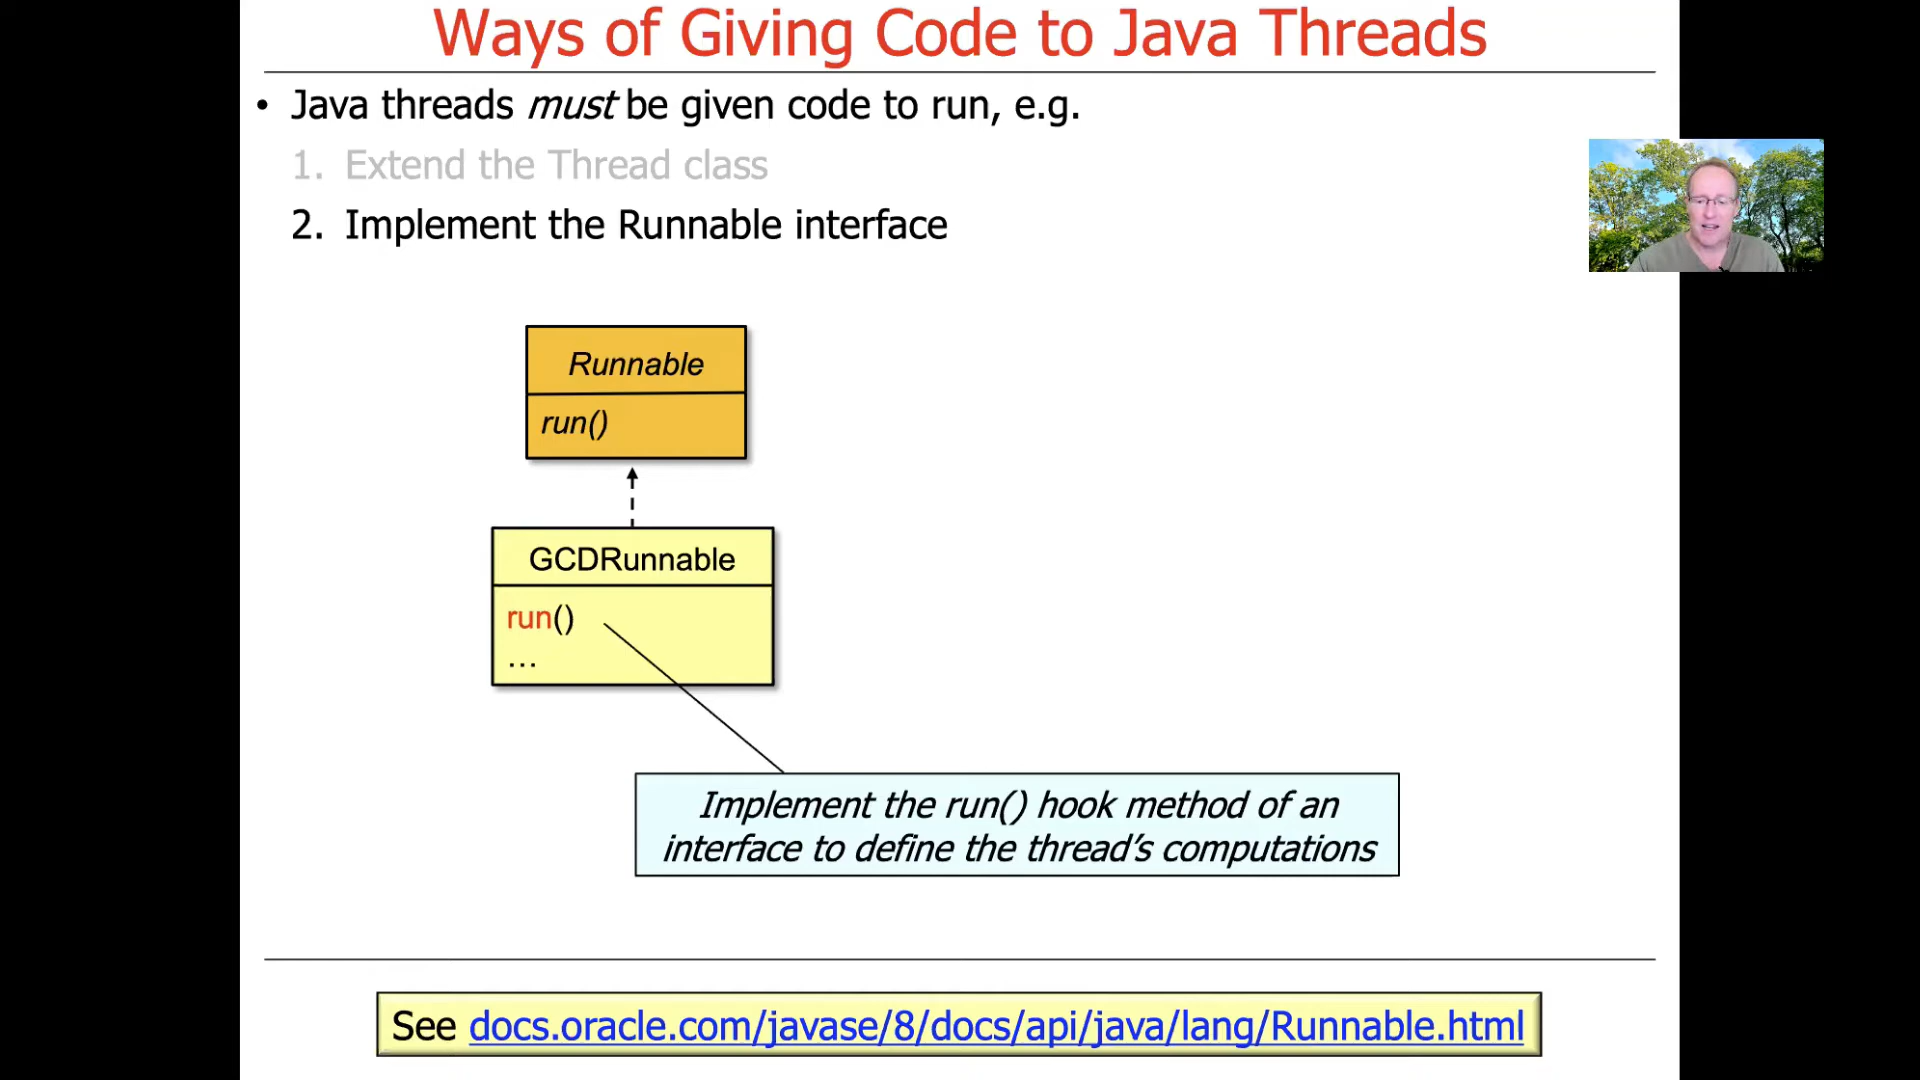 Ways of Giving Code to Java Threads
• Java threads must be given code to run, e.g.
1. Extend the Thread class
2. Implement the Runnable interface
Runnable
run()
GCDRunnable
run()
...
Implement the run() hook method of an
interface to define the thread's computations
See docs.oracle.com/javase/8/docs/api/java/lang/Runnable.html